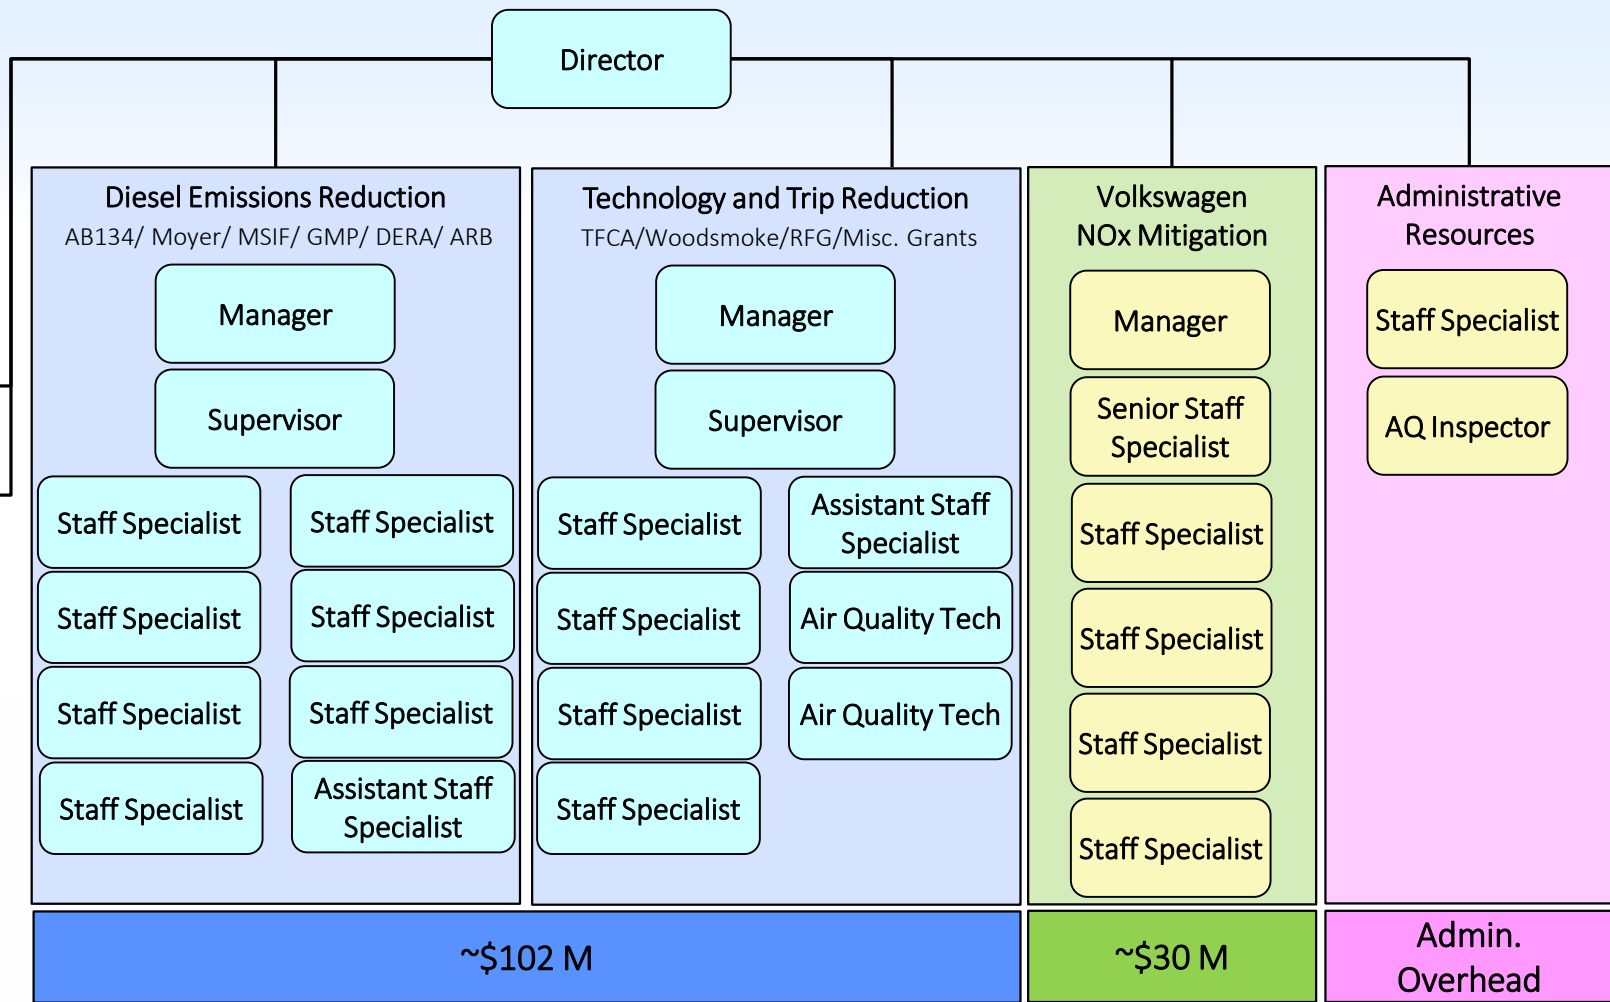 Director
Diesel Emissions Reduction
AB134/ Moyer/ MSIF/ GMP/ DERA/ ARB
Manager
Supervisor
Staff Specialist
Staff Specialist
Staff Specialist
Staff Specialist
Staff Specialist
Staff Specialist
Staff Specialist
Assistant Staff
Specialist
Technology and Trip Reduction
TFCA/Woodsmoke/RFG/Misc. Grants
Manager
Supervisor
Staff Specialist
Assistant Staff
Specialist
Staff Specialist
Air Quality Tech
Staff Specialist
Air Quality Tech
Staff Specialist
~$102 M
Volkswagen
NOx Mitigation
Manager
Senior Staff
Specialist
Staff Specialist
Staff Specialist
Staff Specialist
Staff Specialist
~$30 M
Administrative
Resources
Staff Specialist
AQ Inspector
Admin.
Overhead